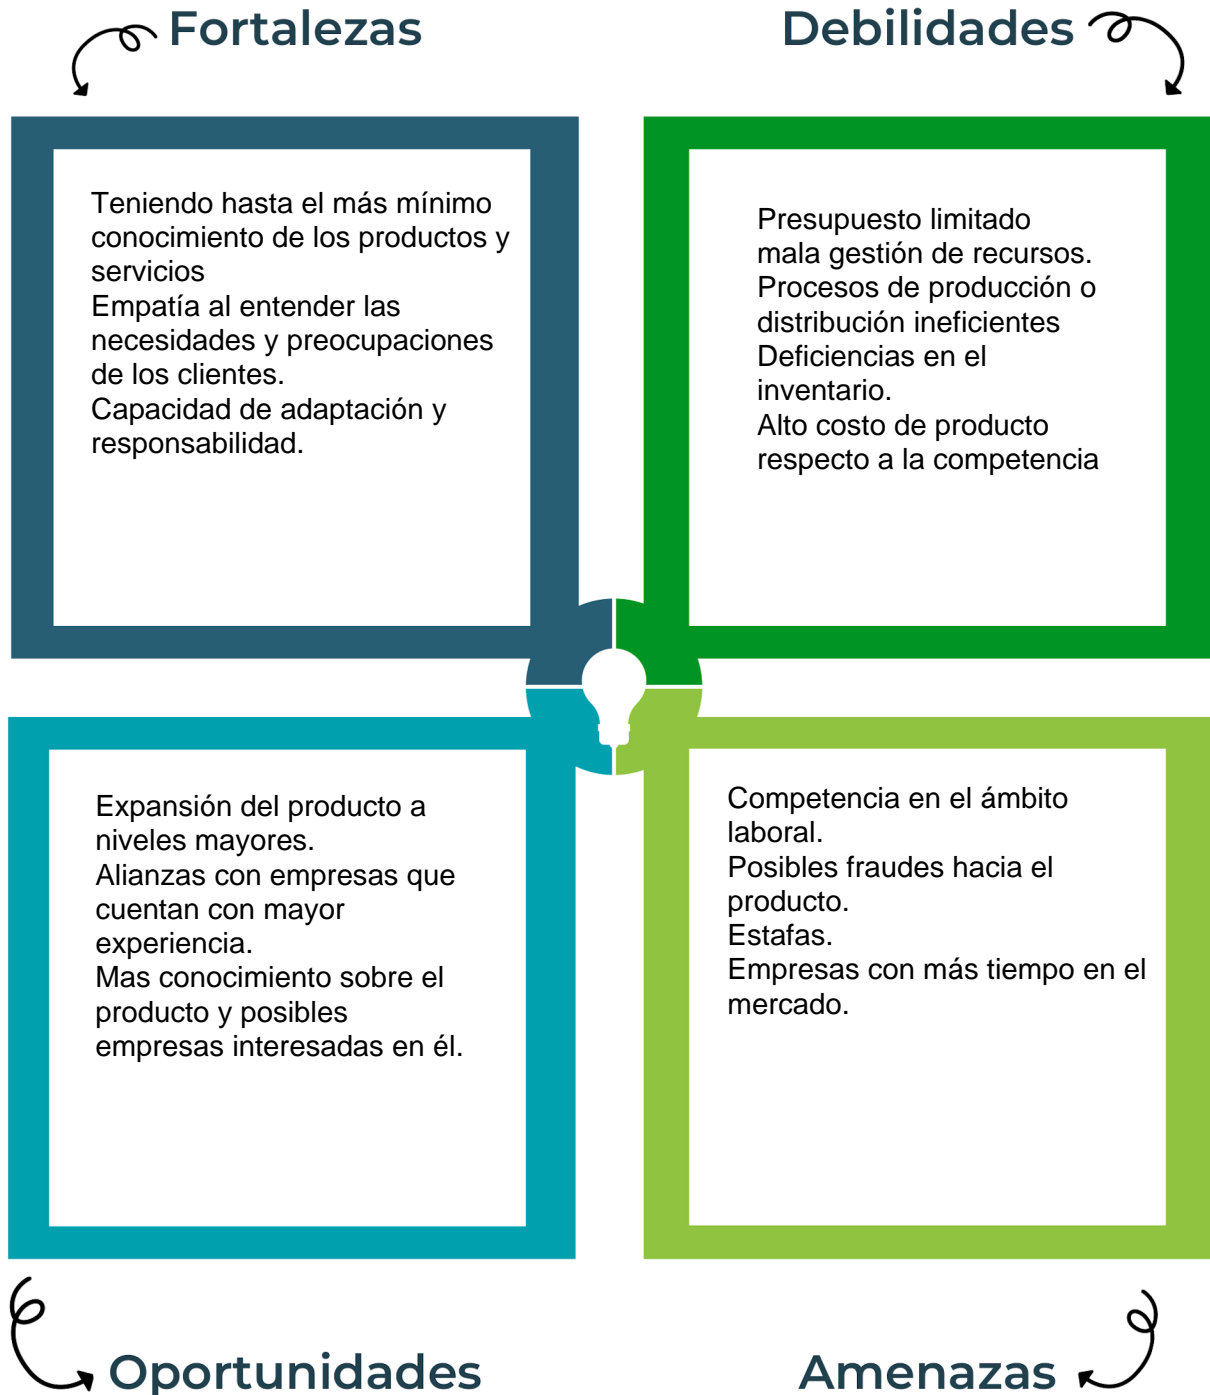 Fortalezas
Teniendo hasta el más mínimo
conocimiento de los productos y
servicios
Empatía al entender las
necesidades y preocupaciones
de los clientes.
Capacidad de adaptación y
responsabilidad.
Debilidades
Presupuesto limitado
mala gestión de recursos.
Procesos de producción o
distribución ineficientes
Deficiencias en el
inventario.
Alto costo de producto
respecto a la competencia
Expansión del producto a
niveles mayores.
Alianzas con empresas que
cuentan con mayor
experiencia.
Mas conocimiento sobre el
producto y posibles
empresas interesadas en él.
Oportunidades
Competencia en el ámbito
laboral.
Posibles fraudes hacia el
producto.
Estafas.
Empresas con más tiempo en el
mercado.
Amenazas